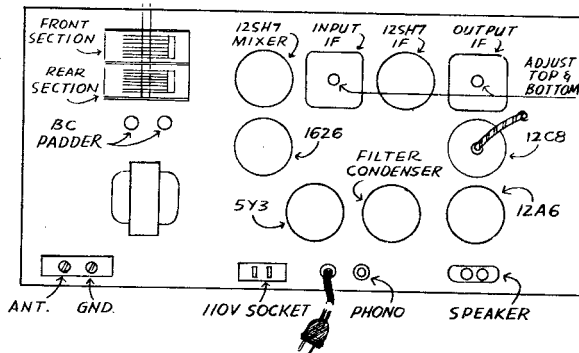 FRONT
SECTION
REAR
SECTION
BC
PADDER
12SH7
MIXER
INPUT
IF
12SH7
IF
OUTPUT
IF
ADJUST
TOP &
BOTTOM
1626
FILTER
CONDENSER
12C8
5Y3
12A6
ANT.
GND.
110V SOCKET
PHONO
SPEAKER